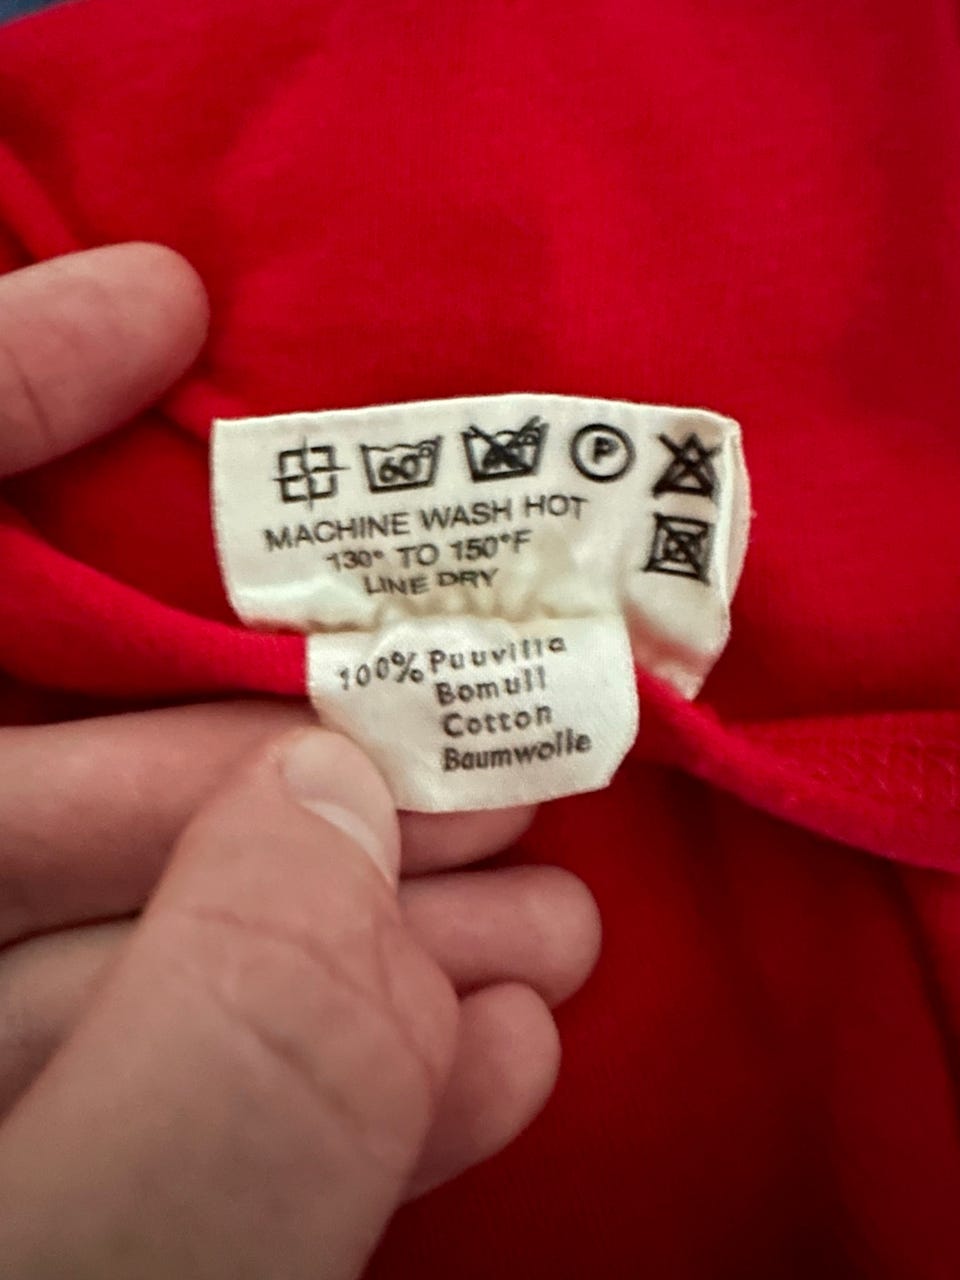 60°
P
MACHINE WASH HOT
130° TO 150°F
LINE DRY
100% Puuvilla
Bomull
Cotton
Baumwolle